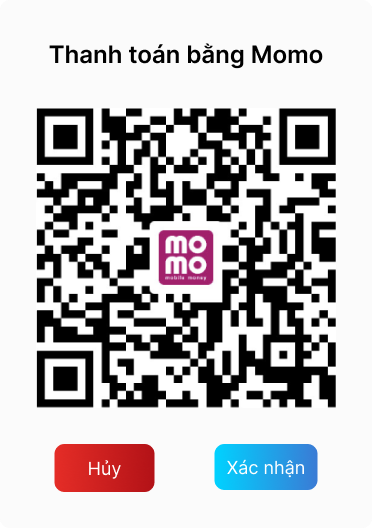 Thanh toán bằng Momo
mo
mo
mobile money
Hủy
Xác nhận